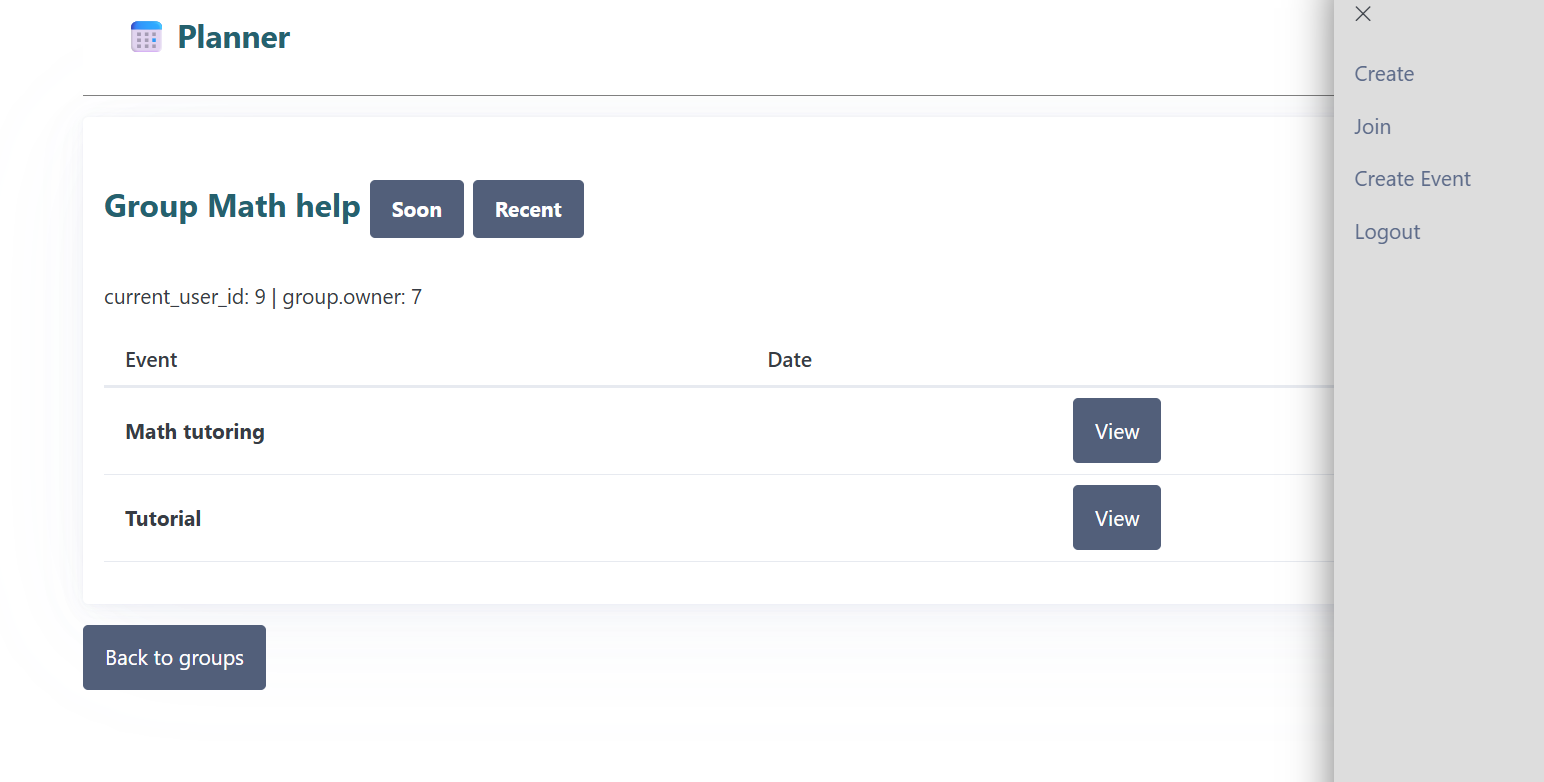 Planner
Group Math help Soon Recent
current_user_id: 9 | group.owner: 7
Event Date
Math tutoring View
Tutorial View
Back to groups
Create
Join
Create Event
Logout